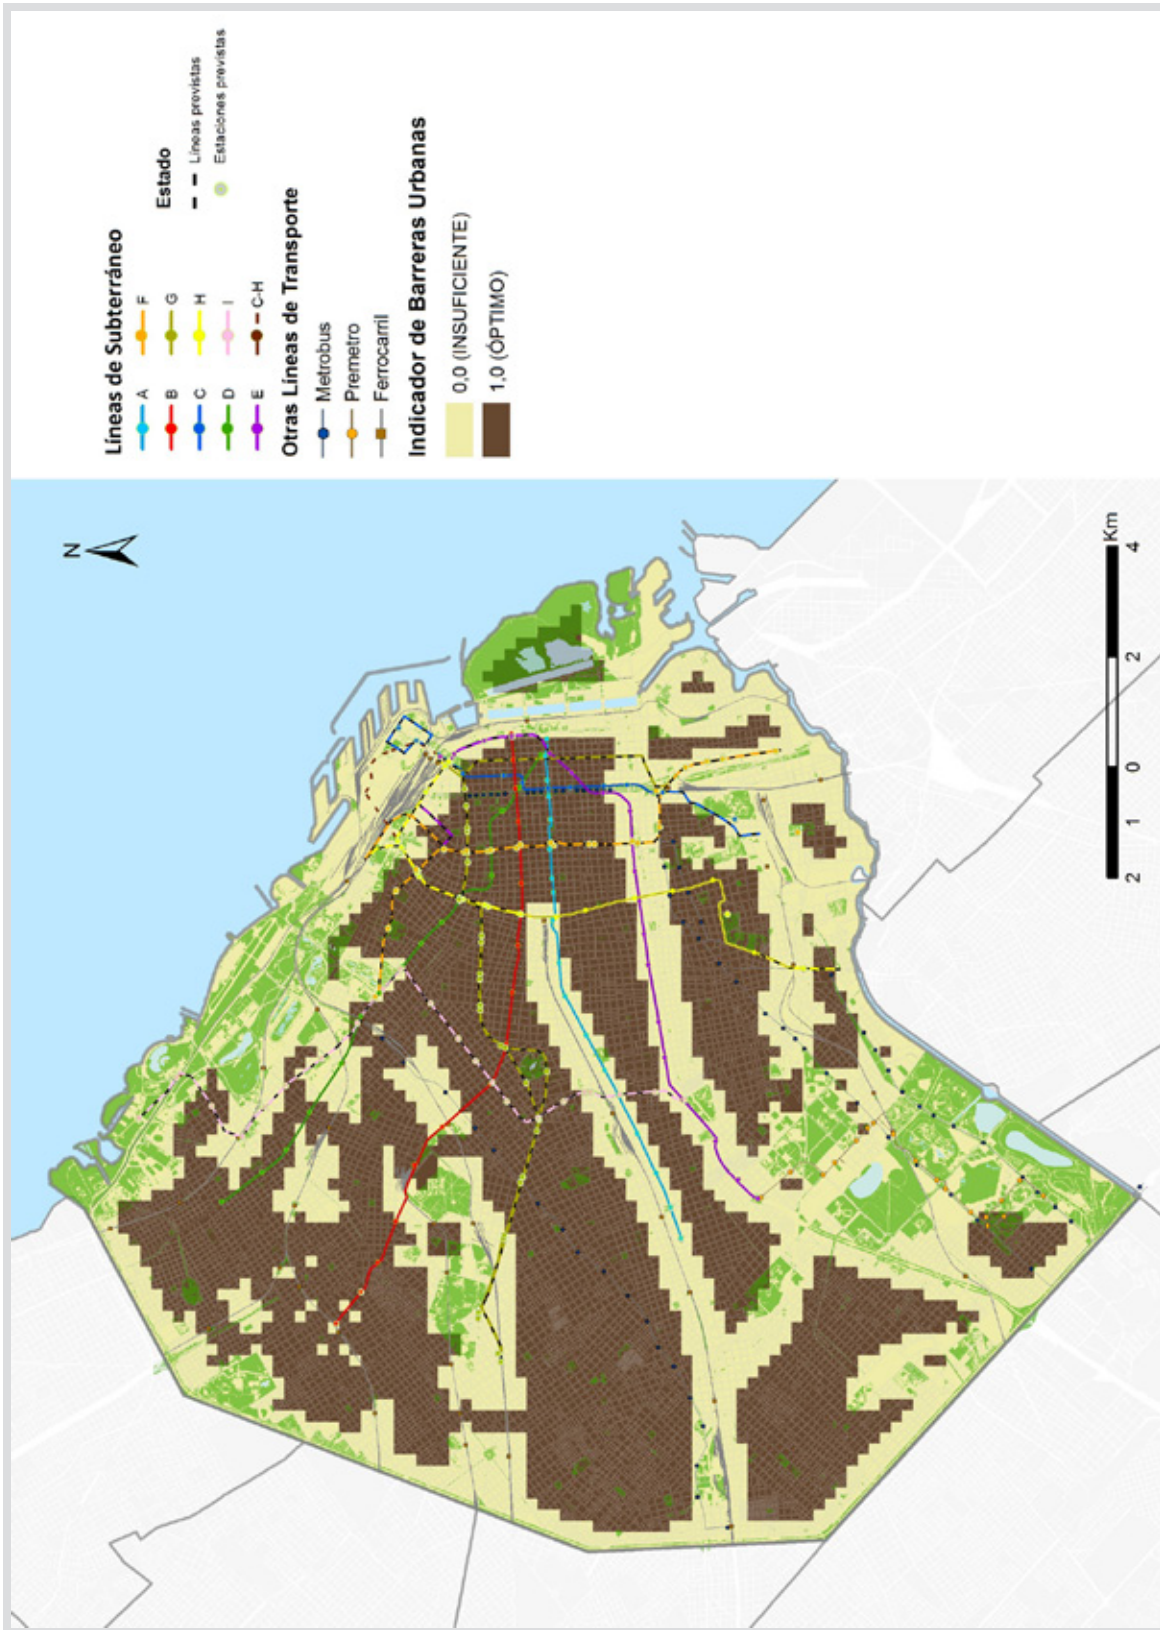 Líneas de Subterráneo
A
B
C
D
E
F
G
H
I
C-H
Estado
Líneas previstas
Estaciones previstas
Otras Líneas de Transporte
Metrobus
Premetro
Ferrocarril
Indicador de Barreras Urbanas
0,0 (INSUFICIENTE)
1,0 (ÓPTIMO)
N
2 1 0 2 4
Km